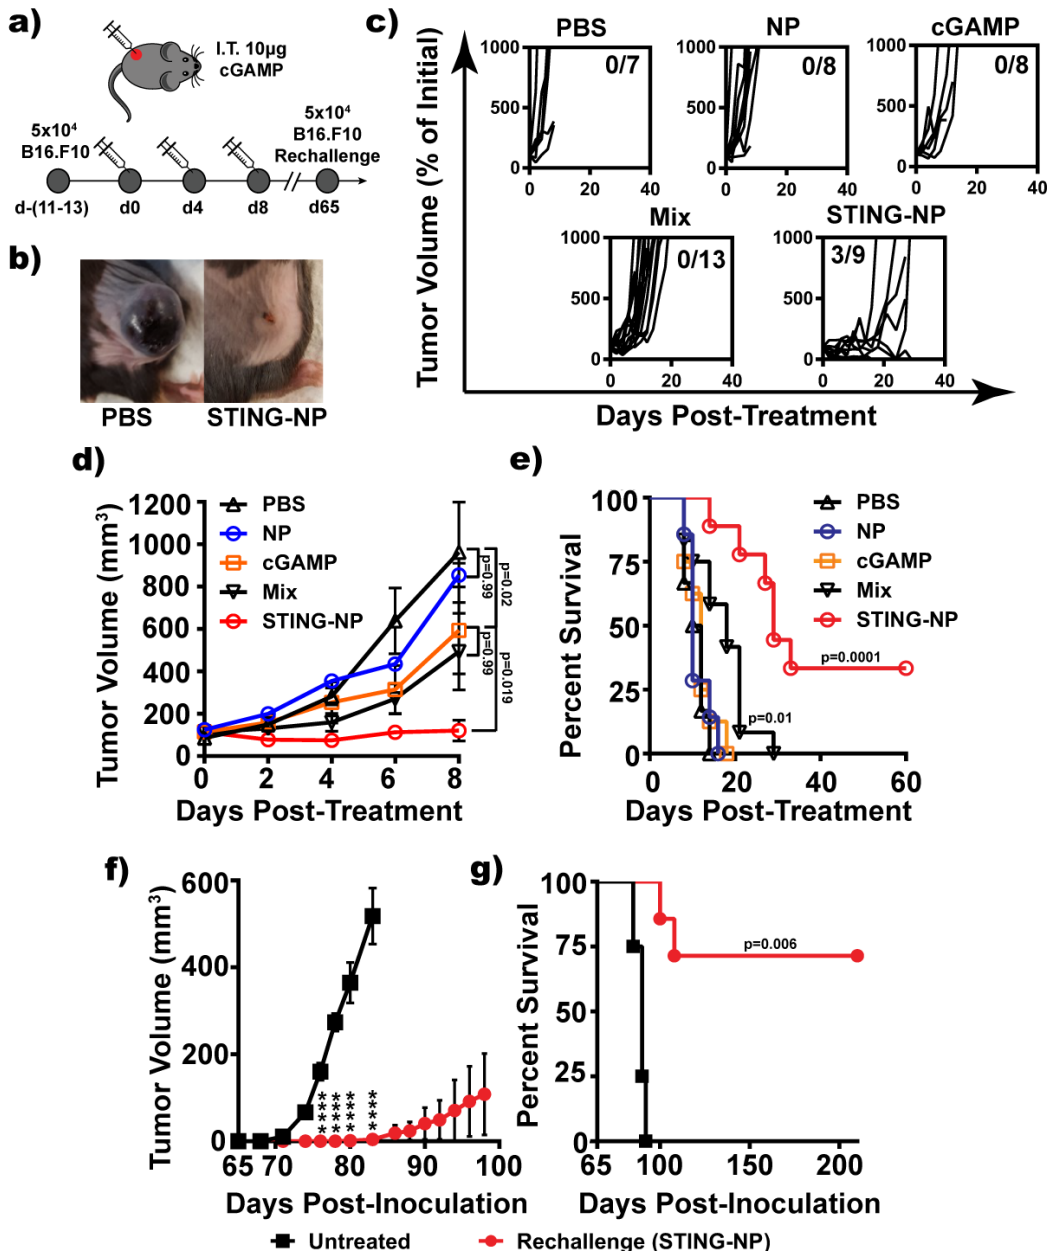 a)
I.T. 10µg
cGAMP
5x10⁴
B16.F10
5x10⁴
B16.F10
Rechallenge
d-(11-13)
d0
d4
d8
d65
b)
PBS
STING-NP
c)
Tumor Volume (% of Initial)
PBS
1000
500
0
0/7
0
20
40
NP
1000
500
0
0/8
0
20
40
cGAMP
1000
500
0
0/8
0
20
40
Mix
1000
500
0
0/13
0
20
40
STING-NP
1000
500
0
3/9
0
20
40
Days Post-Treatment
d)
Tumor Volume (mm³)
1200
1000
800
600
400
200
0
PBS
NP
cGAMP
Mix
STING-NP
p=0.99
p=0.02
p=0.99
p=0.019
0
2
4
6
8
Days Post-Treatment
e)
Percent Survival
100
75
50
25
0
PBS
NP
cGAMP
Mix
STING-NP
p=0.0001
p=0.01
0
20
40
60
Days Post-Treatment
f)
Tumor Volume (mm³)
600
400
200
0
****
****
****
****
65
70
80
90
100
Days Post-Inoculation
g)
Percent Survival
100
75
50
25
0
p=0.006
65
100
150
200
Days Post-Inoculation
Untreated
Rechallenge (STING-NP)